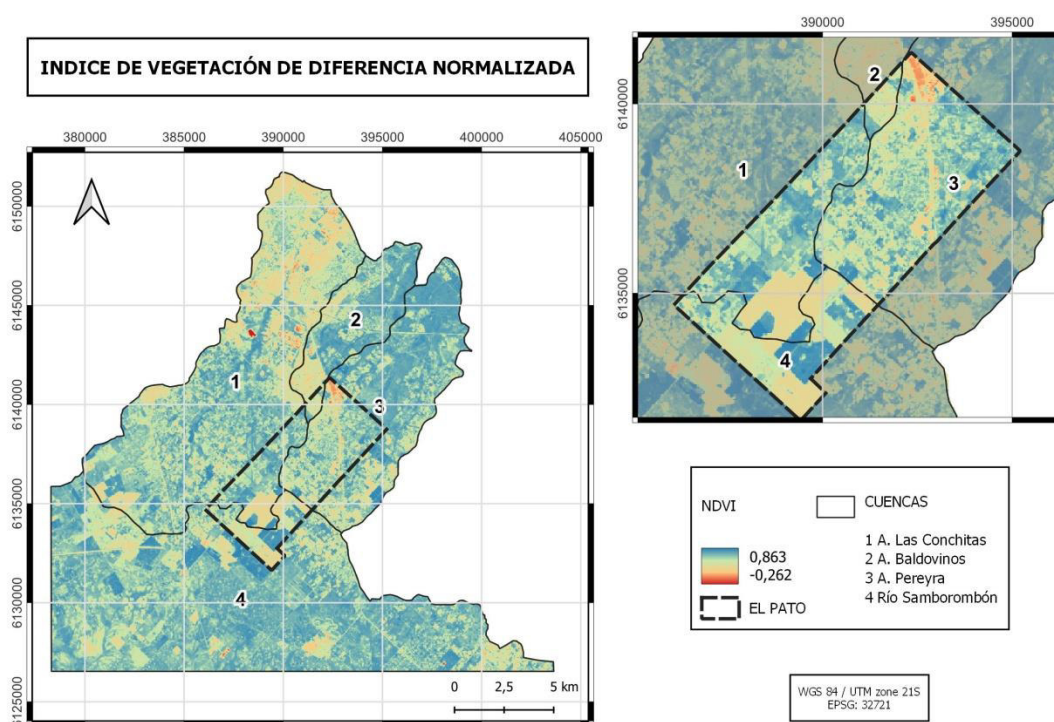 INDICE DE VEGETACIÓN DE DIFERENCIA NORMALIZADA
380000 385000 390000 395000 400000 405000
6150000
6145000
6140000
6135000
6130000
6125000
1
2
3
4
0 2,5 5 km
390000 395000
6140000
6135000
1
2
3
4
NDVI
0,863
-0,262
EL PATO
CUENCAS
1 A. Las Conchitas
2 A. Baldovinos
3 A. Pereyra
4 Río Samborombón
WGS 84 / UTM zone 21S
EPSG: 32721